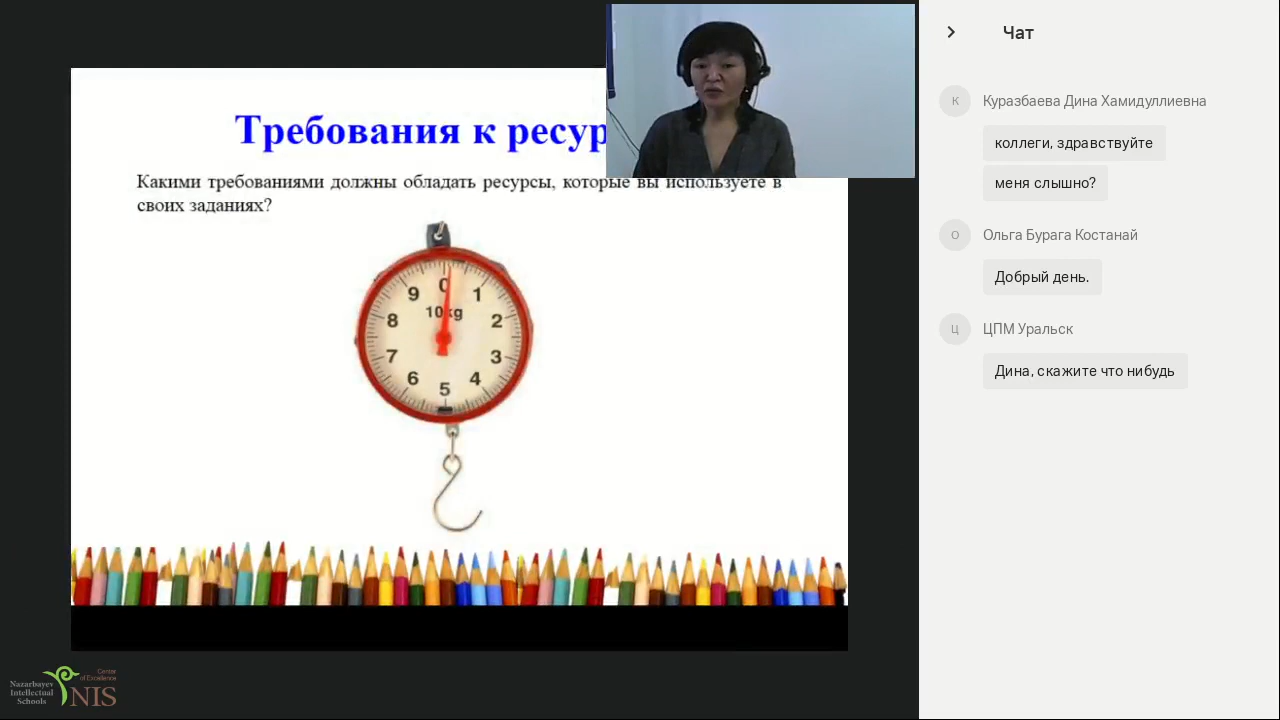 Требования к ресур
Какими требованиями должны обладать ресурсы, которые вы используете в
своих заданиях?
0
9
1
10kg
8
2
7
3
6
4
5
Nazarbayev
Intellectual
Schools
Center
of Excellence
NIS
Чат
К
Куразбаева Дина Хамидуллиевна
коллеги, здравствуйте
меня слышно?
О
Ольга Бурага Костанай
Добрый день.
Ц
ЦПМ Уральск
Дина, скажите что нибудь